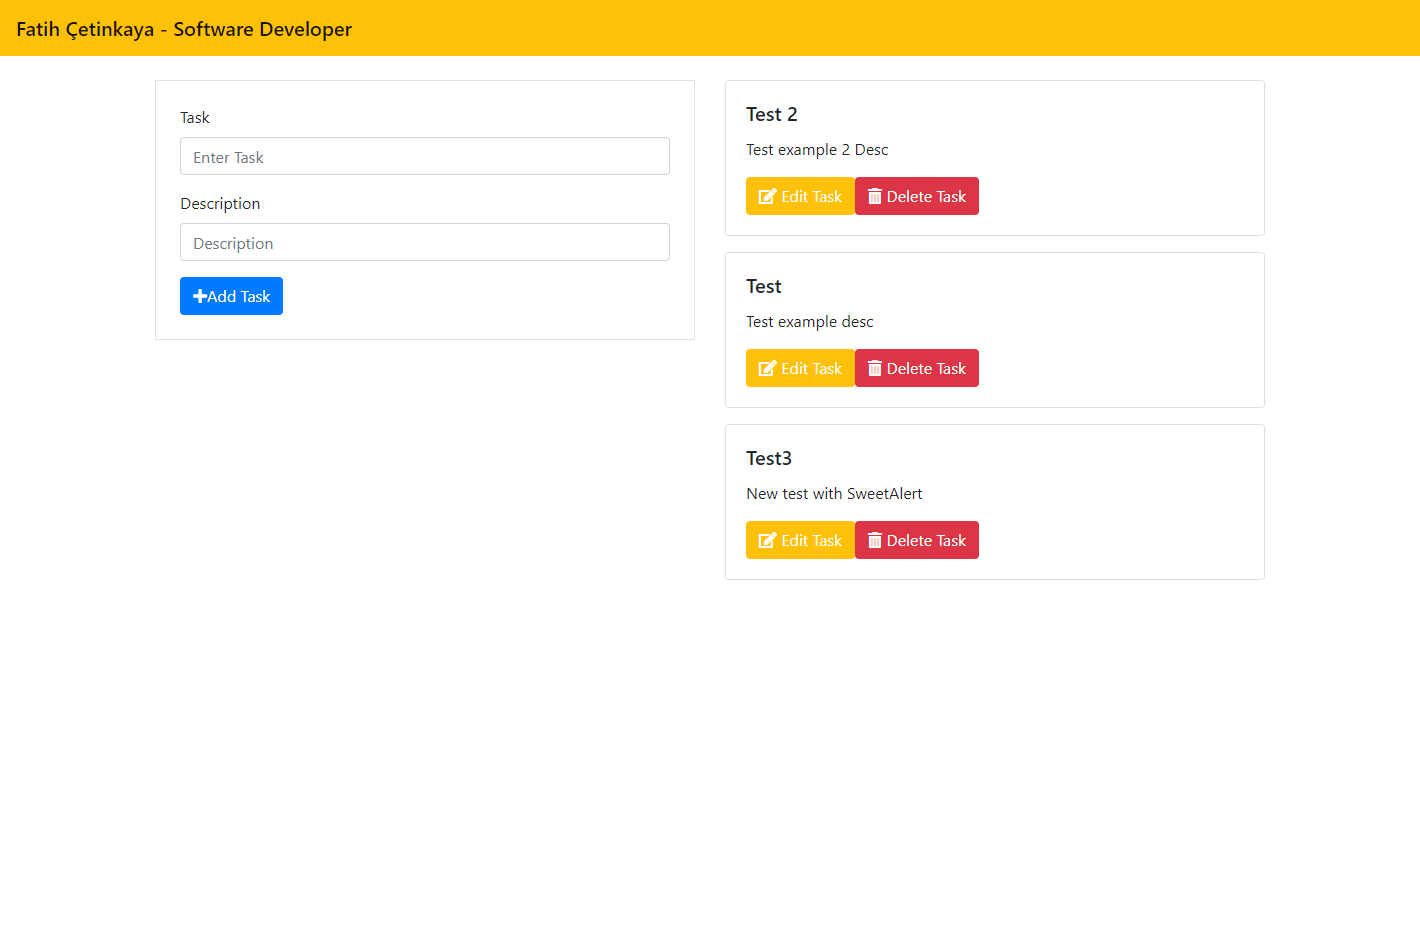 Fatih Çetinkaya - Software Developer
Task
Enter Task
Description
Description
Add Task
Test 2
Test example 2 Desc
Edit Task Delete Task
Test
Test example desc
Edit Task Delete Task
Test3
New test with SweetAlert
Edit Task Delete Task